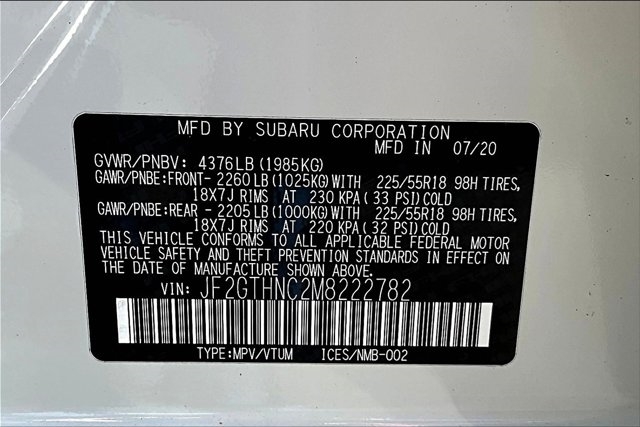 MFD BY SUBARU CORPORATION
MFD IN 07/20
GVWR/PNBV: 4376LB (1985KG)
GAWR/PNBE:FRONT-2260LB (1025KG)WITH 225/55R18 98H TIRES,
18X7J RIMS AT 230 KPA( 33 PSI)COLD
GAWR/PNBE:REAR - 2205LB (1000KG)WITH 225/55R18 98H TIRES,
18X7J RIMS AT 220 KPA( 32 PSI)COLD
THIS VEHICLE CONFORMS TO ALL APPLICABLE FEDERAL MOTOR
VEHICLE SAFETY AND THEFT PREVENTION STANDARDS IN EFFECT ON
THE DATE OF MANUFACTURE SHOWN ABOVE.
VIN: JF2GTHNC2M8222782
TYPE:MPV/VTUM ICES/NMB-002